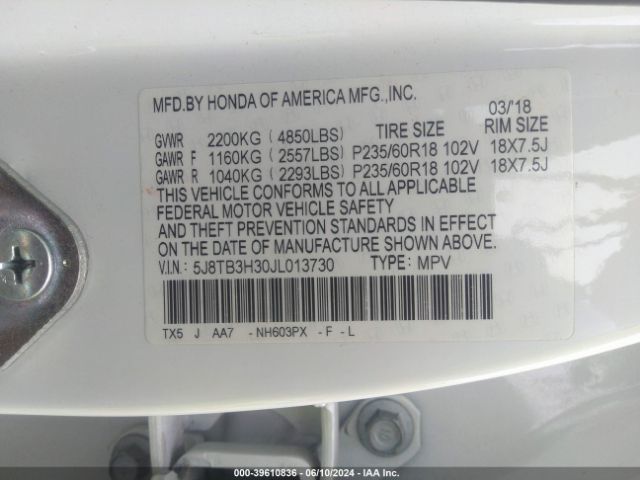 MFD.BY HONDA OF AMERICA MFG.,INC. 03/'18
GVWR 2200KG ( 4850LBS ) TIRE SIZE RIM SIZE
GAWR F 1160KG ( 2557LBS ) P235/60R18 102V 18X7.5J
GAWR R 1040KG ( 2293LBS ) P235/60R18 102V 18X7.5J
THIS VEHICLE CONFORMS TO ALL APPLICABLE
FEDERAL MOTOR VEHICLE SAFETY
AND THEFT PREVENTION STANDARDS IN EFFECT
ON THE DATE OF MANUFACTURE SHOWN ABOVE.
V.I.N.: 5J8TB3H30JL013730 TYPE: MPV
TX5 J AA7 - NH603PX - F - L
000-39610836 - 06/10/2024 - IAA Inc.